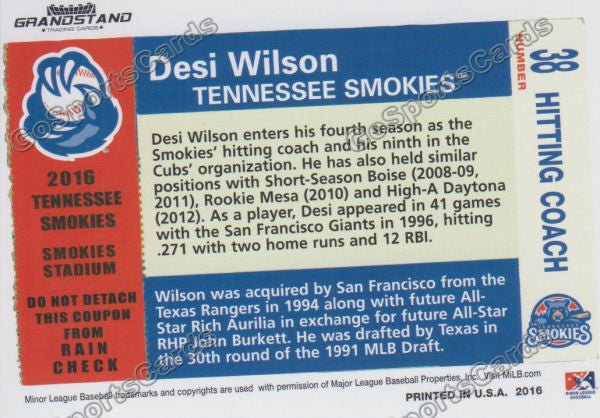 GRANDSTAND
TRADING CARDS
Desi Wilson
TENNESSEE SMOKIES™
NUMBER
38 HITTING COACH
Desi Wilson enters his fourth season as the
Smokies' hitting coach and his ninth in the
Cubs' organization. He has also held similar
positions with Short-Season Boise (2008-09,
2011), Rookie Mesa (2010) and High-A Daytona
(2012). As a player, Desi appeared in 41 games
with the San Francisco Giants in 1996, hitting
.271 with two home runs and 12 RBI.
Wilson was acquired by San Francisco from the
Texas Rangers in 1994 along with future All-
Star Rich Aurilia in exchange for future All-Star
RHP John Burkett. He was drafted by Texas in
the 30th round of the 1991 MLB Draft.
2016
TENNESSEE
SMOKIES
SMOKIES
STADIUM
DO NOT DETACH
THIS COUPON
FROM
RAIN
CHECK
TENNESSEE
SMOKIES
MINOR LEAGUE
BASEBALL
Minor League Baseball trademarks and copyrights are used with permission of Major League Baseball Properties, Inc. Visit MiLB.com
PRINTED IN U.S.A. 2016
GoSportsCards